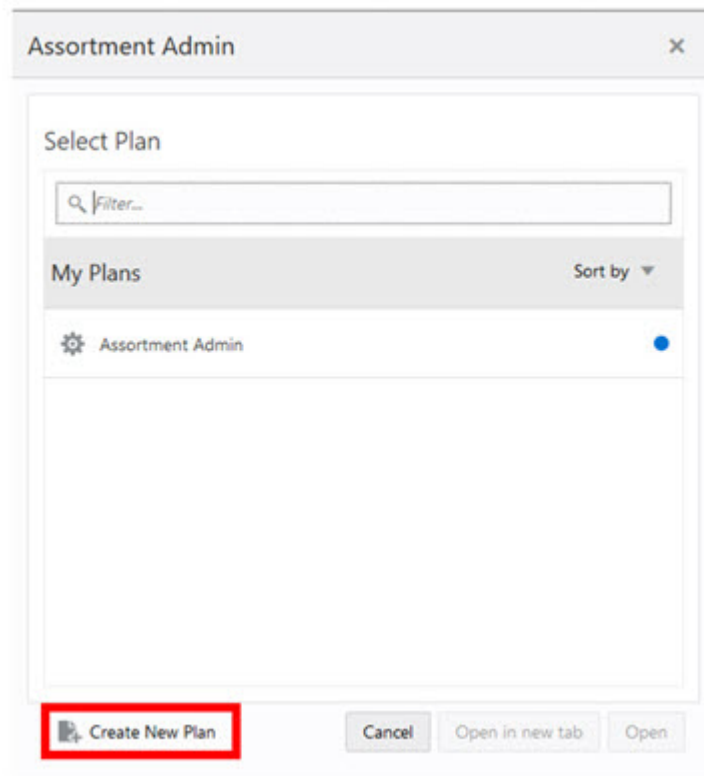 Assortment Admin
Select Plan
Filter...
My Plans Sort by
Assortment Admin
Create New Plan Cancel Open in new tab Open